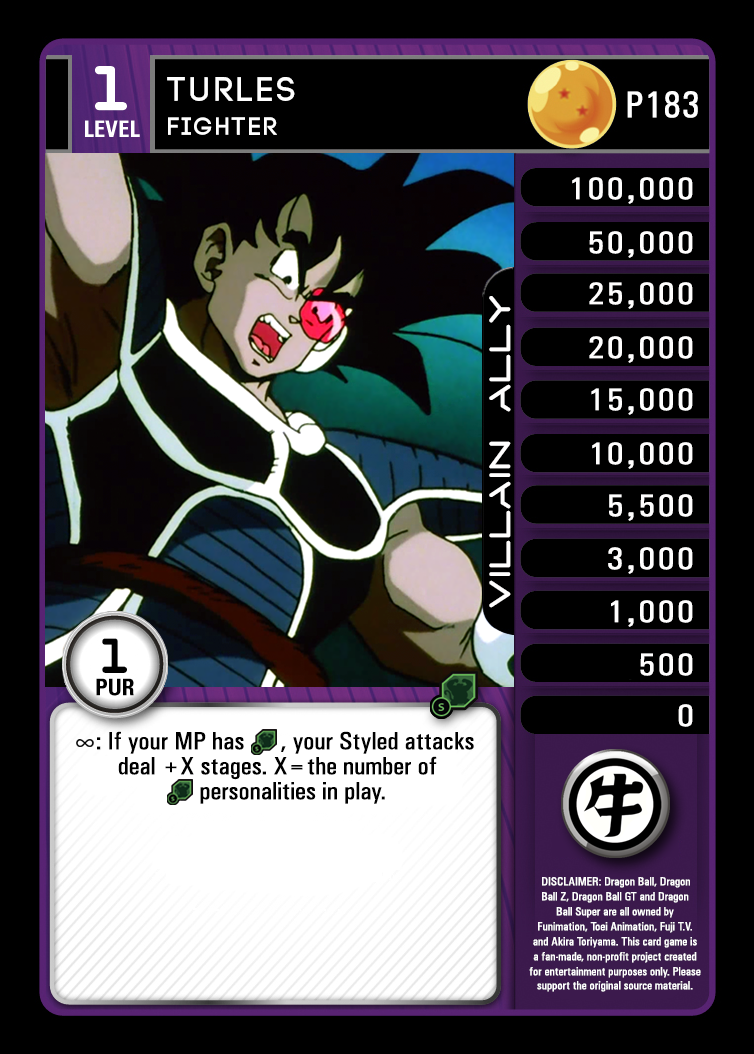 1
LEVEL
TURLES
FIGHTER
P183
100,000
50,000
25,000
20,000
15,000
10,000
5,500
3,000
1,000
500
0
VILLAIN ALLY
1
PUR
S
∞: If your MP has S, your Styled attacks
deal +X stages. X = the number of
S personalities in play.
牛
DISCLAIMER: Dragon Ball, Dragon
Ball Z, Dragon Ball GT and Dragon
Ball Super are all owned by
Funimation, Toei Animation, Fuji T.V.
and Akira Toriyama. This card game is
a fan-made, non-profit project created
for entertainment purposes only. Please
support the original source material.